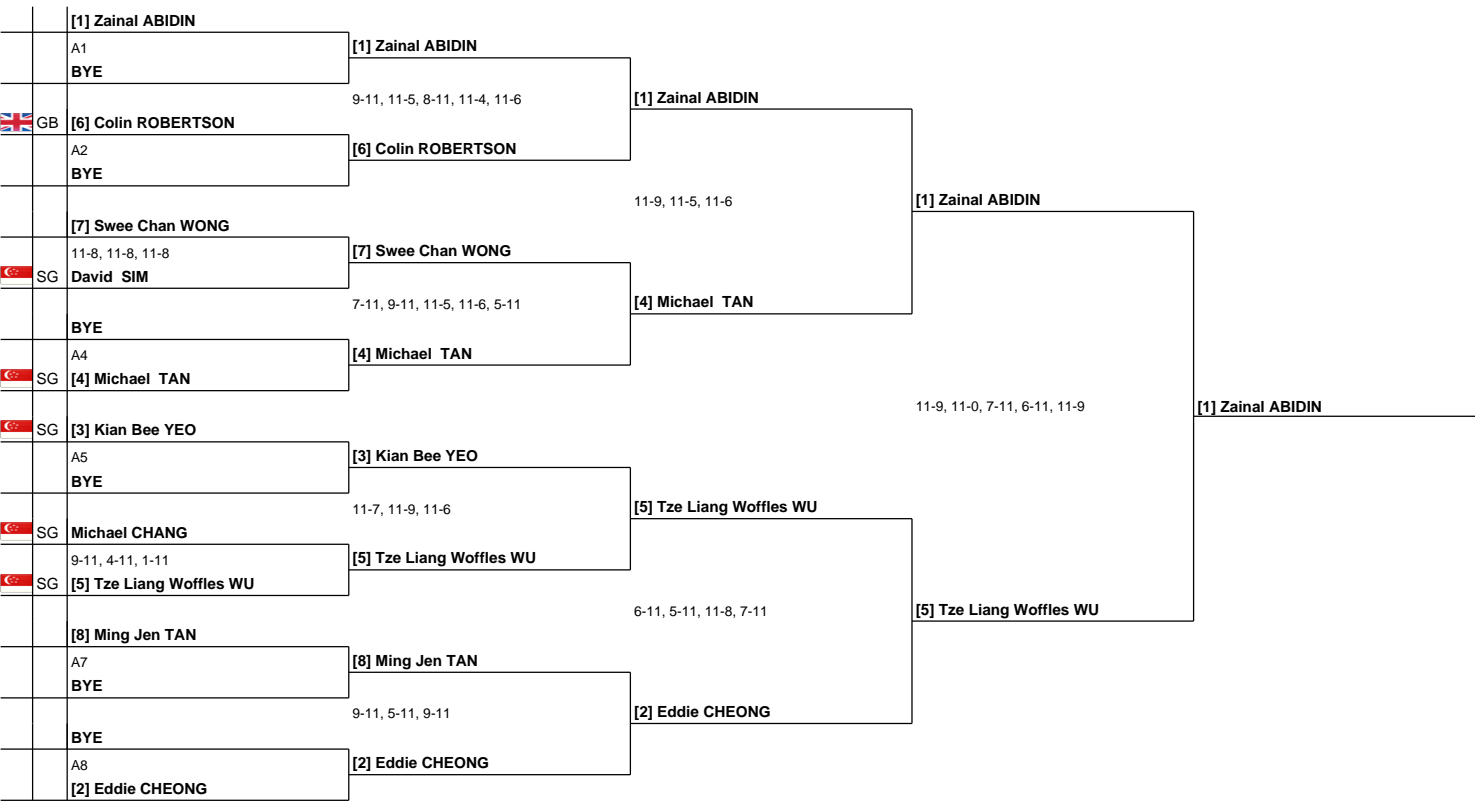 [1] Zainal ABIDIN
A1
[1] Zainal ABIDIN
BYE
9-11, 11-5, 8-11, 11-4, 11-6
[1] Zainal ABIDIN
GB [6] Colin ROBERTSON
A2
[6] Colin ROBERTSON
BYE
11-9, 11-5, 11-6
[1] Zainal ABIDIN
[7] Swee Chan WONG
11-8, 11-8, 11-8
[7] Swee Chan WONG
SG David  SIM
7-11, 9-11, 11-5, 11-6, 5-11
[4] Michael  TAN
BYE
A4
[4] Michael  TAN
SG [4] Michael  TAN
11-9, 11-0, 7-11, 6-11, 11-9
[1] Zainal ABIDIN
SG [3] Kian Bee YEO
A5
[3] Kian Bee YEO
BYE
11-7, 11-9, 11-6
[5] Tze Liang Woffles WU
SG Michael CHANG
9-11, 4-11, 1-11
[5] Tze Liang Woffles WU
SG [5] Tze Liang Woffles WU
6-11, 5-11, 11-8, 7-11
[5] Tze Liang Woffles WU
[8] Ming Jen TAN
A7
[8] Ming Jen TAN
BYE
9-11, 5-11, 9-11
[2] Eddie CHEONG
BYE
A8
[2] Eddie CHEONG
[2] Eddie CHEONG